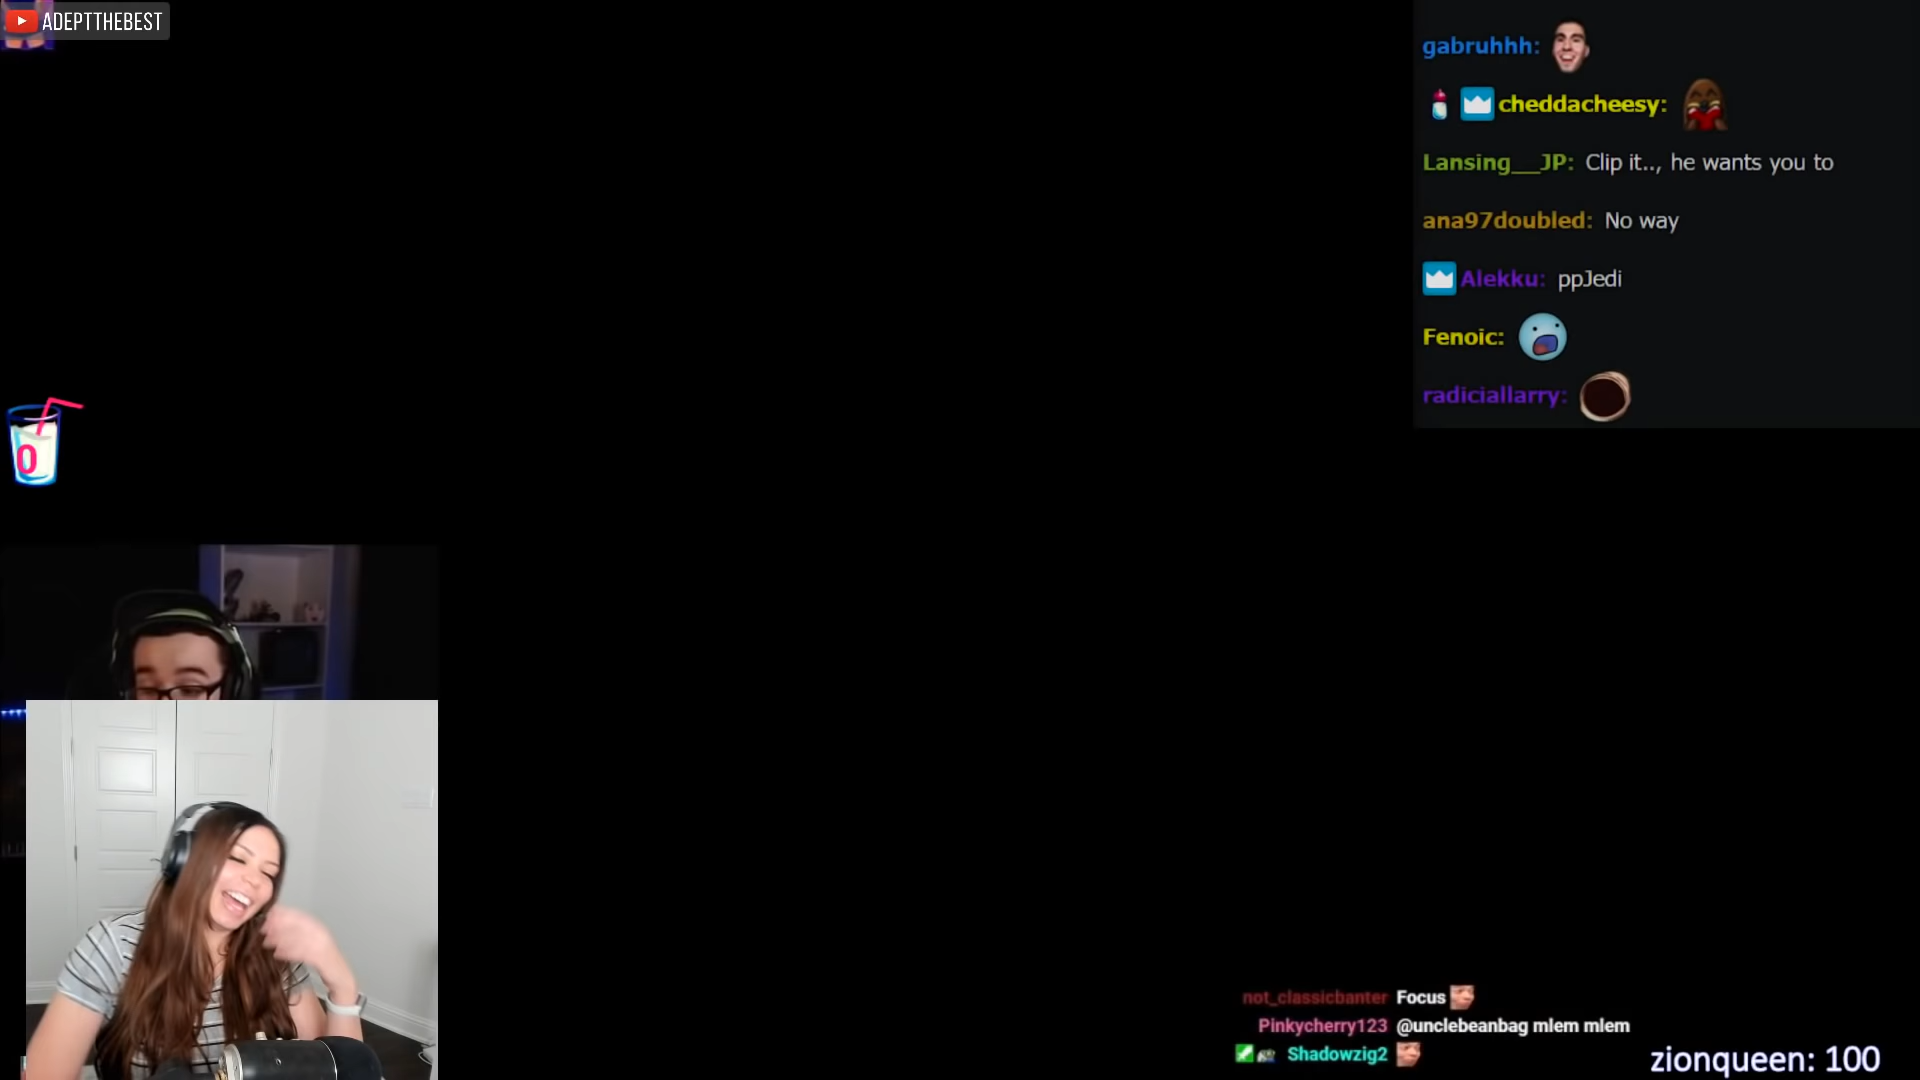 ADEPTTHEBEST
gabruhhh:
cheddacheesy:
Lansing__JP: Clip it.., he wants you to
ana97doubled: No way
Alekku: ppJedi
Fenoic:
radiciallarry:
0
not_classicbanter Focus
Pinkycherry123 @unclebeanbag mlem mlem
Shadowzig2
zionqueen: 100